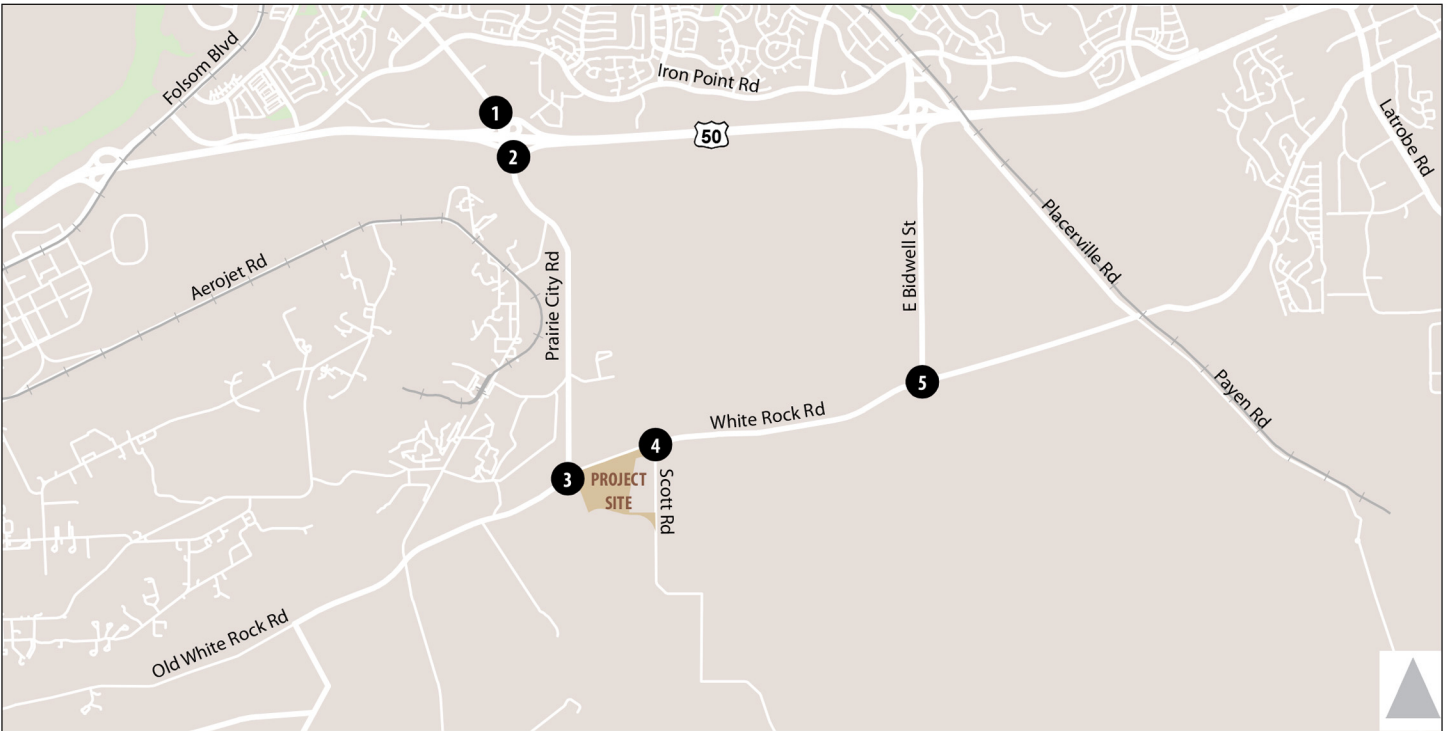 Folsom Blvd
Iron Point Rd
1
50
2
Latrobe Rd
Placerville Rd
E Bidwell St
Aerojet Rd
Prairie City Rd
5
Payen Rd
White Rock Rd
4
3
PROJECT
SITE
Scott Rd
Old White Rock Rd